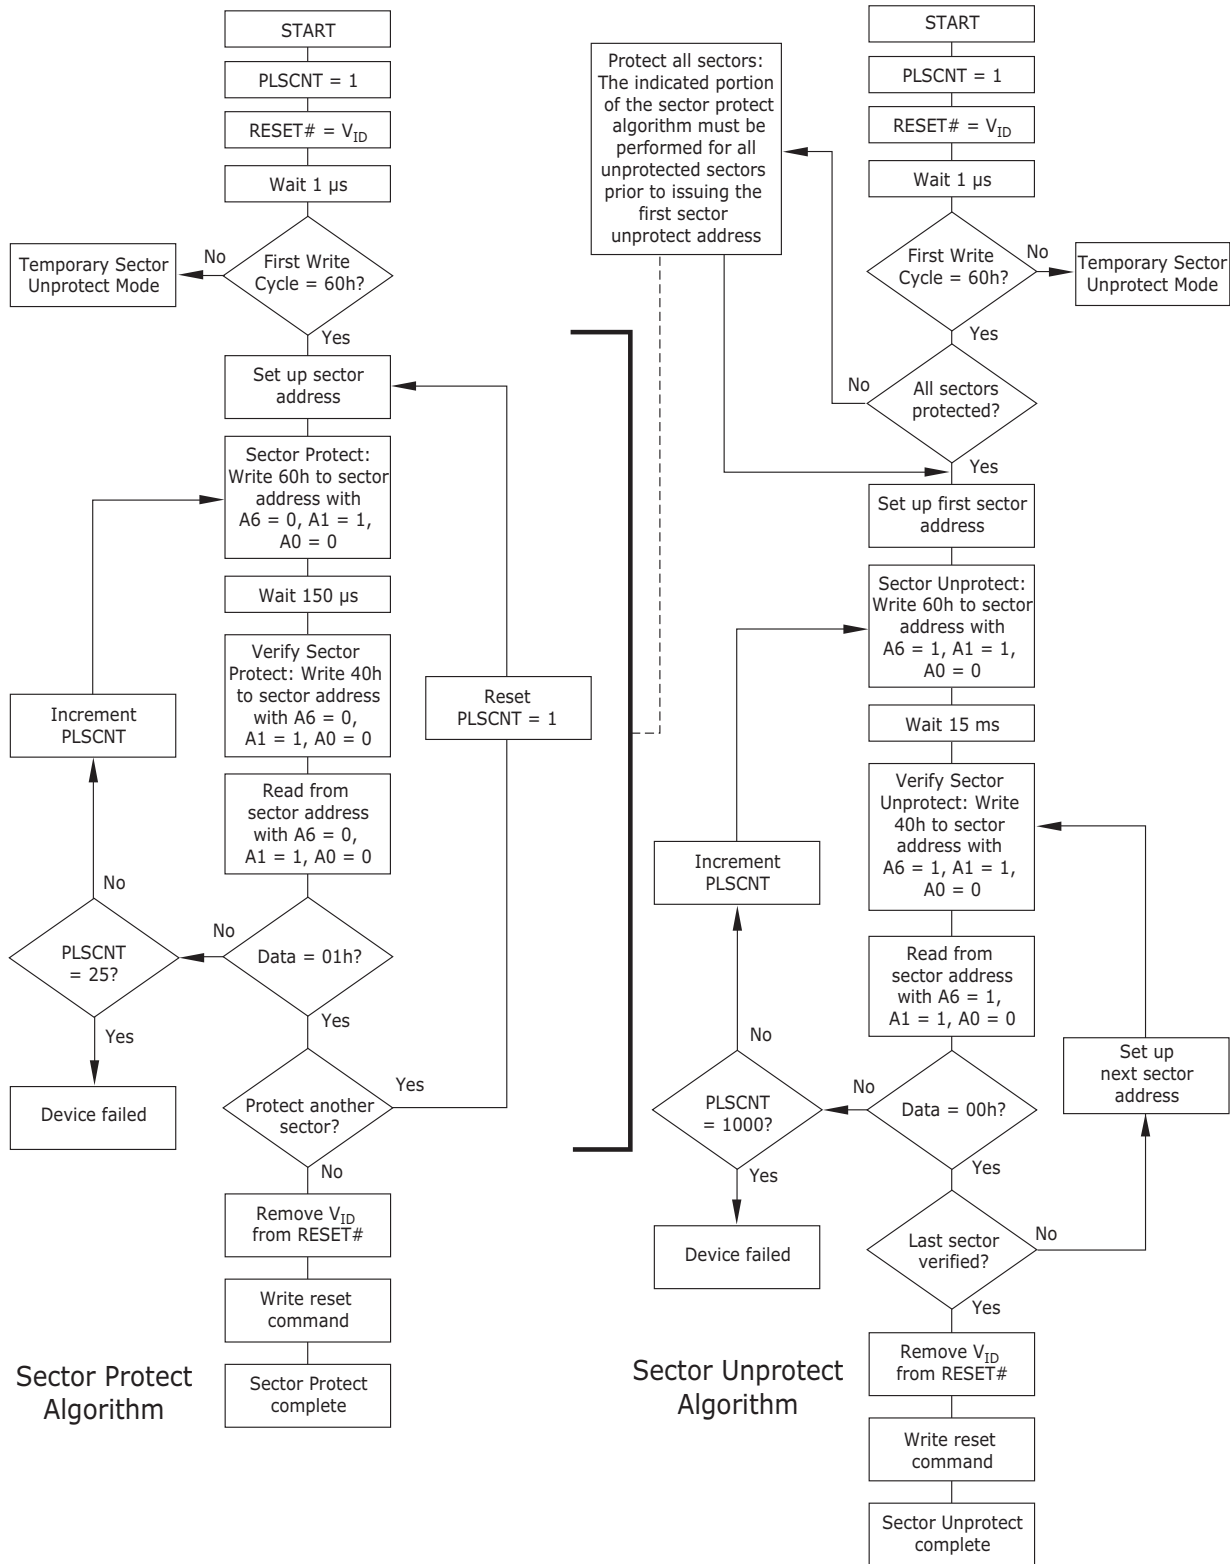 START
PLSCNT = 1
RESET# = VID
Wait 1 μs
First Write
Cycle = 60h?
No
Temporary Sector
Unprotect Mode
Yes
Set up sector
address
Sector Protect:
Write 60h to sector
address with
A6 = 0, A1 = 1,
A0 = 0
Wait 150 μs
Verify Sector
Protect: Write 40h
to sector address
with A6 = 0,
A1 = 1, A0 = 0
Read from
sector address
with A6 = 0,
A1 = 1, A0 = 0
Data = 01h?
No
PLSCNT
= 25?
No
Increment
PLSCNT
Yes
Device failed
Yes
Protect another
sector?
Yes
Reset
PLSCNT = 1
No
Remove VID
from RESET#
Write reset
command
Sector Protect
complete
Sector Protect
Algorithm
Protect all sectors:
The indicated portion
of the sector protect
algorithm must be
performed for all
unprotected sectors
prior to issuing the
first sector
unprotect address
START
PLSCNT = 1
RESET# = VID
Wait 1 μs
First Write
Cycle = 60h?
No
Temporary Sector
Unprotect Mode
Yes
All sectors
protected?
No
Yes
Set up first sector
address
Sector Unprotect:
Write 60h to sector
address with
A6 = 1, A1 = 1,
A0 = 0
Wait 15 ms
Verify Sector
Unprotect: Write
40h to sector
address with
A6 = 1, A1 = 1,
A0 = 0
Read from
sector address
with A6 = 1,
A1 = 1, A0 = 0
Data = 00h?
No
PLSCNT
= 1000?
No
Increment
PLSCNT
Yes
Device failed
Yes
Last sector
verified?
No
Set up
next sector
address
Yes
Remove VID
from RESET#
Write reset
command
Sector Unprotect
complete
Sector Unprotect
Algorithm